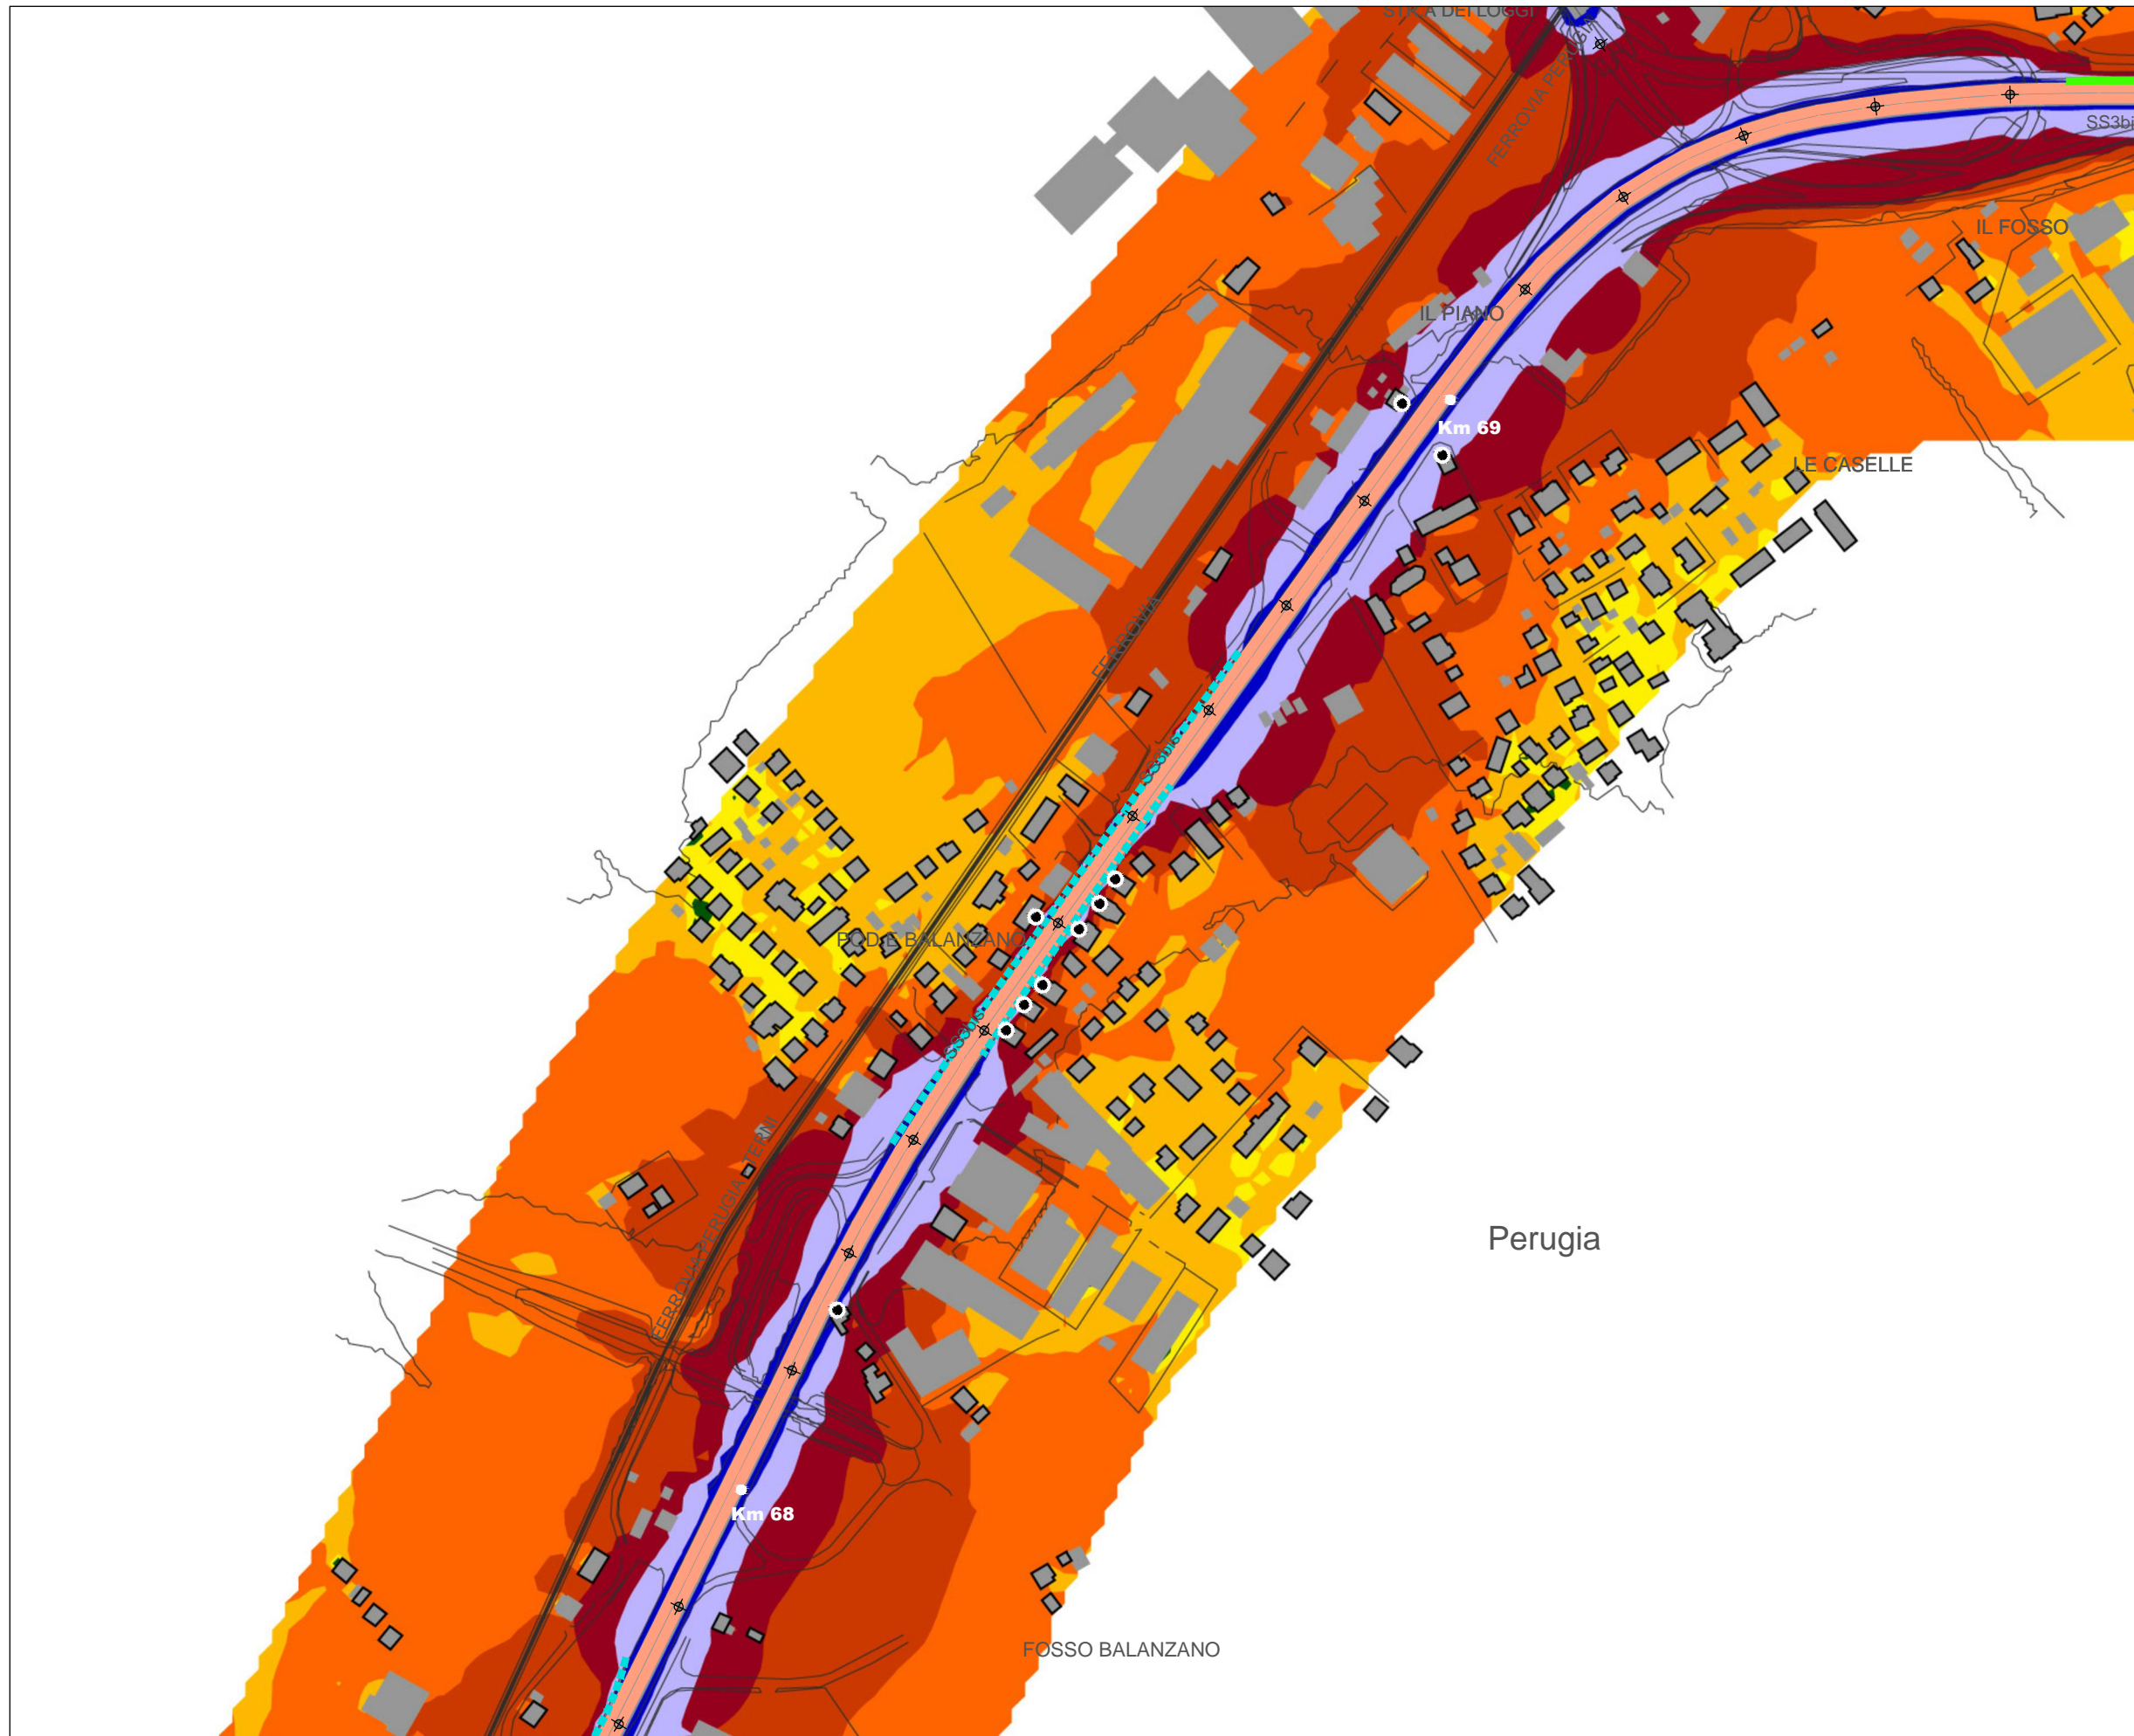 STR.A DEI LOGGI
FERROVIA PERUGIA
SS3bi
IL FOSSO
IL PIANO
Km 69
LE CASELLE
FERROVIA
SS3bis
POD.E BALANZANO
SS3bis
FERROVIA PERUGIA - TERNI
Perugia
Km 68
FOSSO BALANZANO